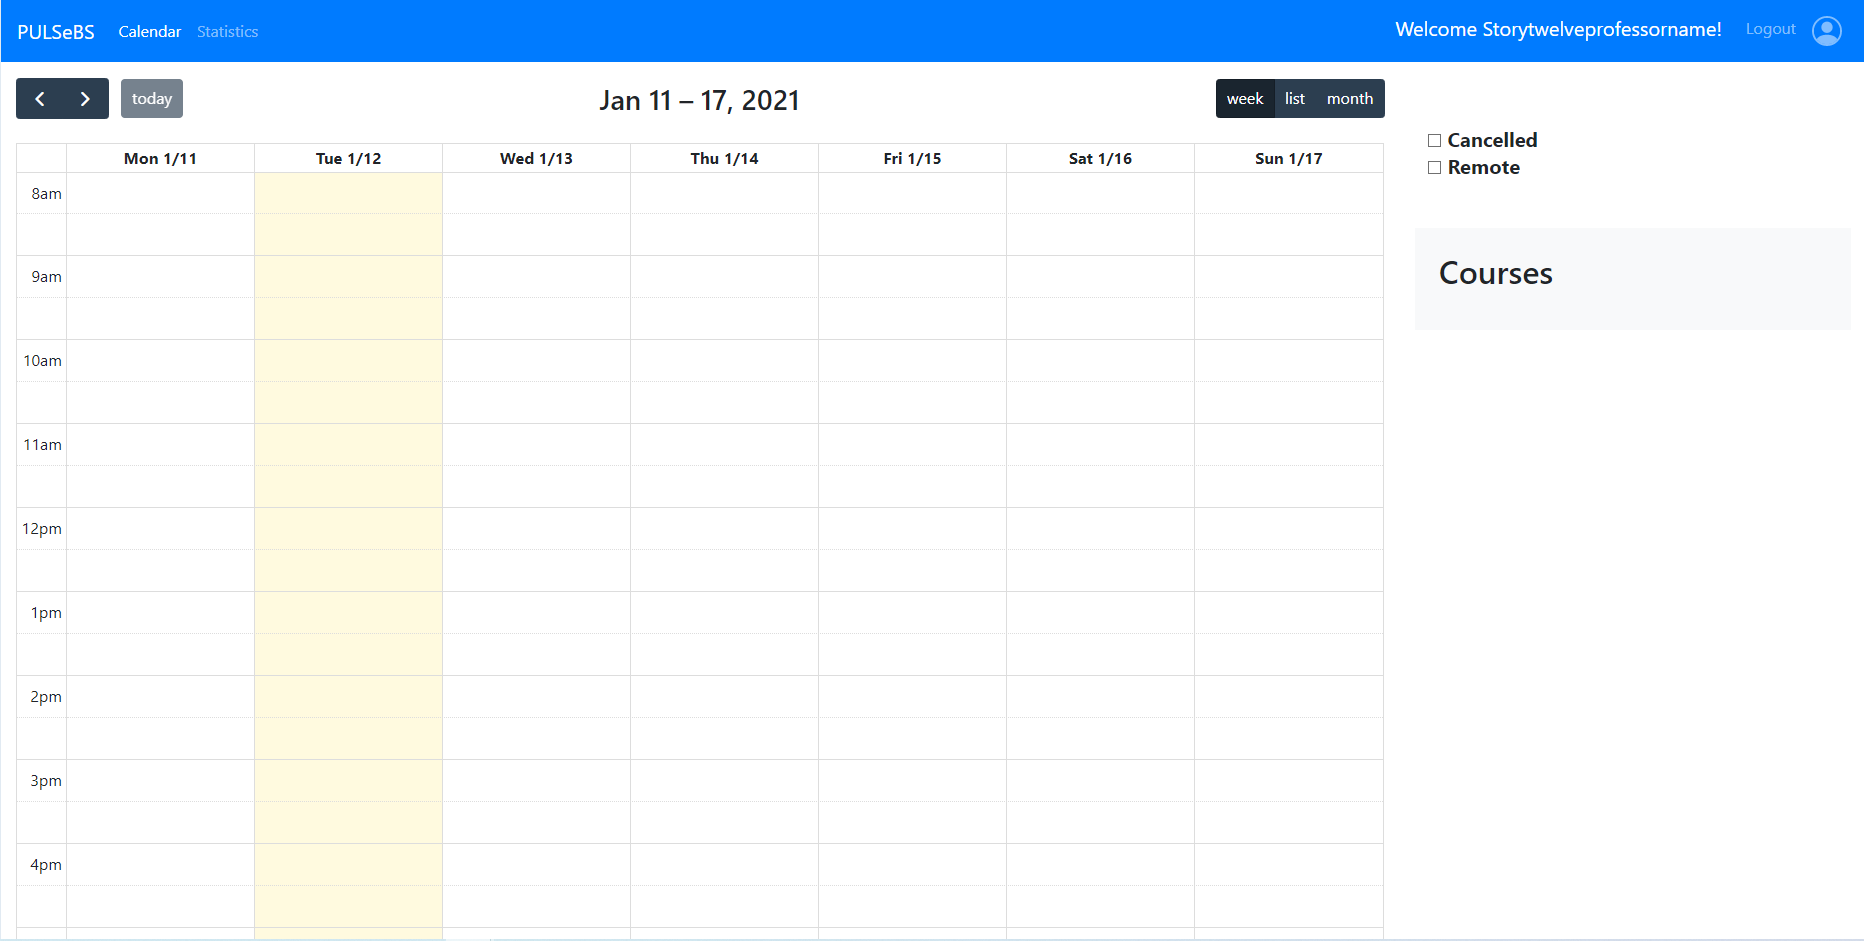 PULSeBS Calendar Statistics Welcome Storytwelveprofessorname! Logout
today Jan 11 – 17, 2021 week list month
Cancelled
Remote
Courses
Mon 1/11 Tue 1/12 Wed 1/13 Thu 1/14 Fri 1/15 Sat 1/16 Sun 1/17
8am
9am
10am
11am
12pm
1pm
2pm
3pm
4pm